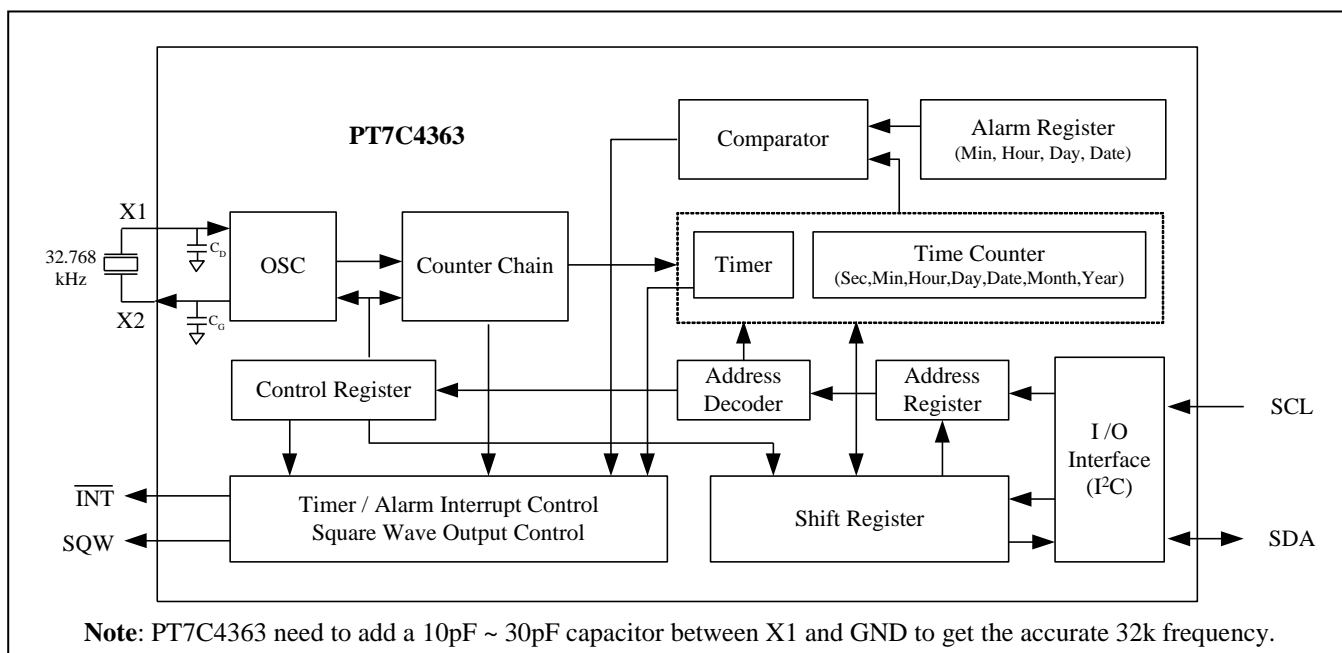 PT7C4363
Comparator
Alarm Register
(Min, Hour, Day, Date)
X1
C_D
32.768
kHz
OSC
Counter Chain
Timer
Time Counter
(Sec,Min,Hour,Day,Date,Month,Year)
X2
C_G
Control Register
Address
Decoder
Address
Register
I /O
Interface
(I²C)
SCL
INT
SQW
Timer / Alarm Interrupt Control
Square Wave Output Control
Shift Register
SDA
Note: PT7C4363 need to add a 10pF ~ 30pF capacitor between X1 and GND to get the accurate 32k frequency.